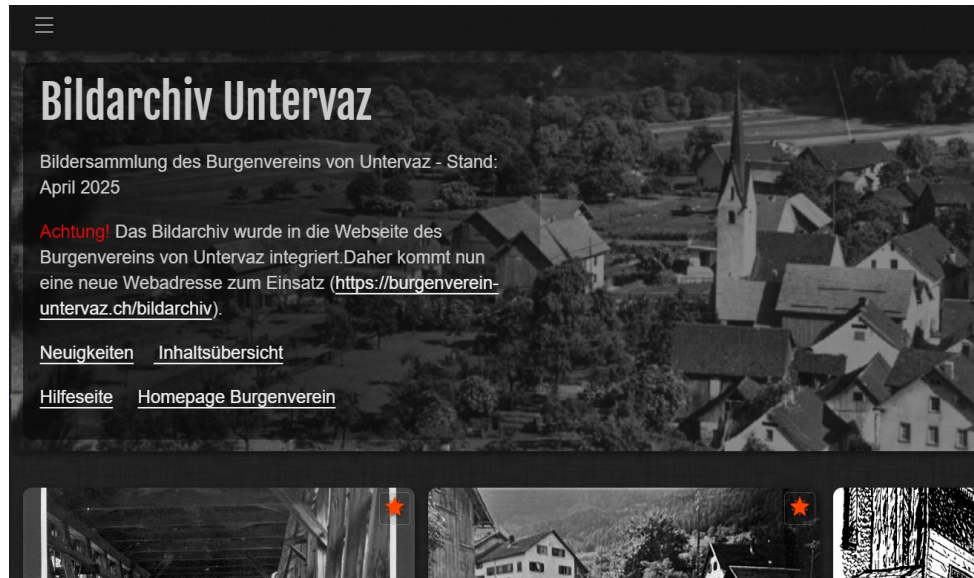 Bildarchiv Untervaz
Bildersammlung des Burgenvereins von Untervaz - Stand:
April 2025
Achtung! Das Bildarchiv wurde in die Webseite des
Burgenvereins von Untervaz integriert.Daher kommt nun
eine neue Webadresse zum Einsatz (https://burgenverein-
untervaz.ch/bildarchiv).
Neuigkeiten Inhaltsübersicht
Hilfeseite Homepage Burgenverein